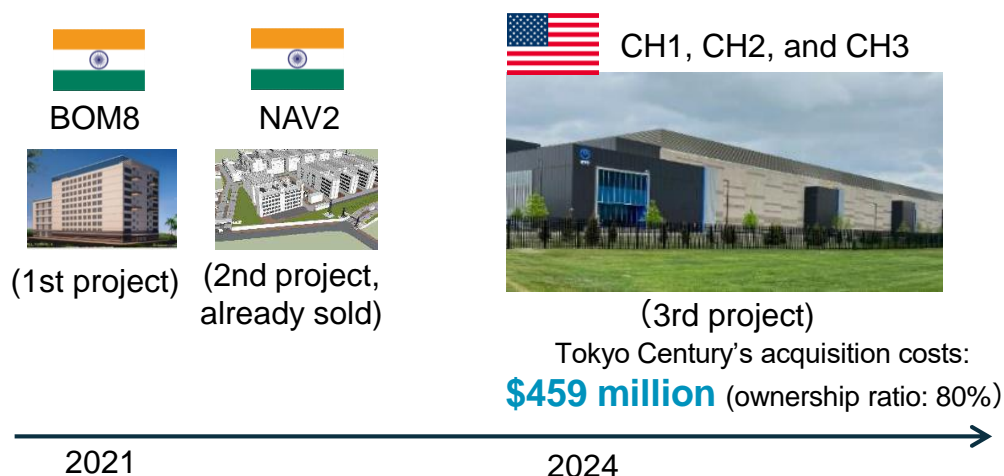 BOM8
(1st project)
NAV2
(2nd project,
already sold)
CH1, CH2, and CH3
（3rd project)
Tokyo Century’s acquisition costs:
$459 million (ownership ratio: 80%）
2021
2024